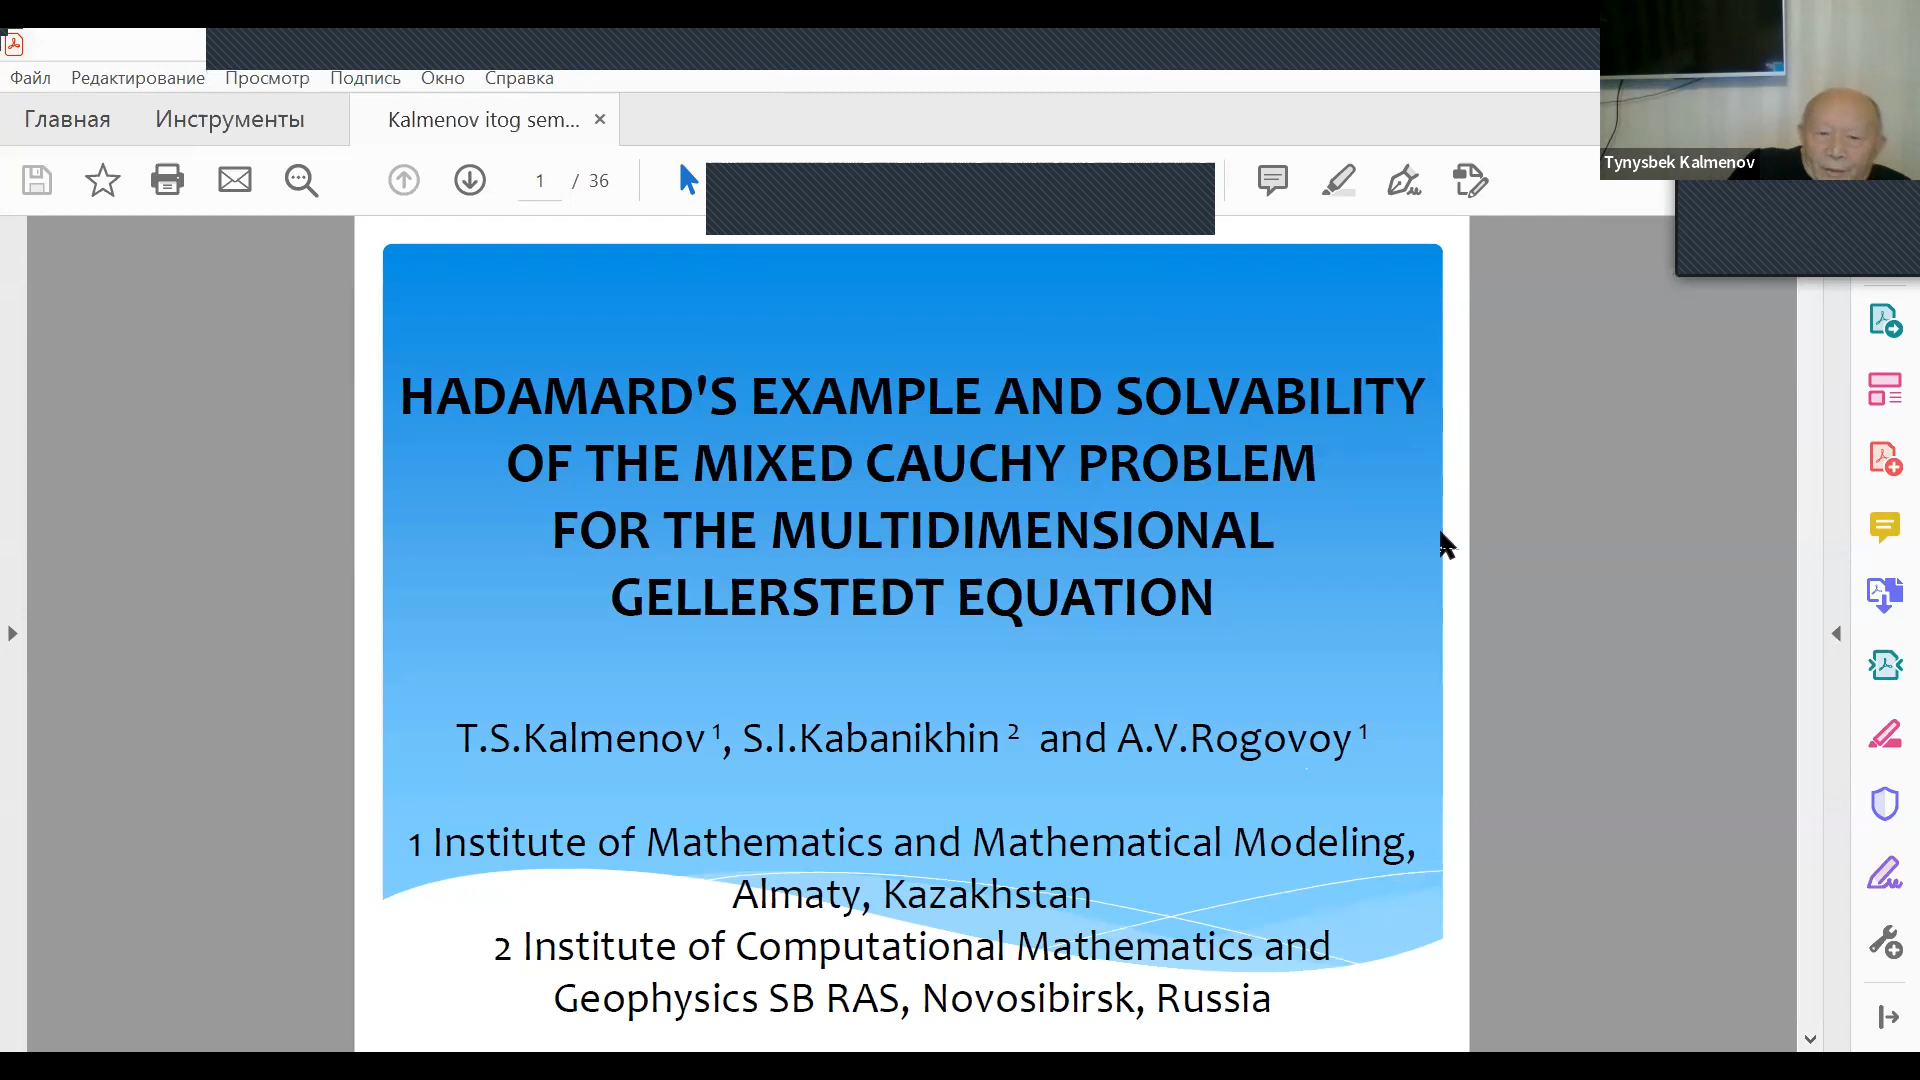 Файл Редактирование Просмотр Подпись Окно Справка
Главная Инструменты Kalmenov itog sem... ×
1 / 36
Tynysbek Kalmenov
HADAMARD'S EXAMPLE AND SOLVABILITY
OF THE MIXED CAUCHY PROBLEM
FOR THE MULTIDIMENSIONAL
GELLERSTEDT EQUATION
T.S.Kalmenov ¹, S.I.Kabanikhin ² and A.V.Rogovoy ¹
1 Institute of Mathematics and Mathematical Modeling,
Almaty, Kazakhstan
2 Institute of Computational Mathematics and
Geophysics SB RAS, Novosibirsk, Russia